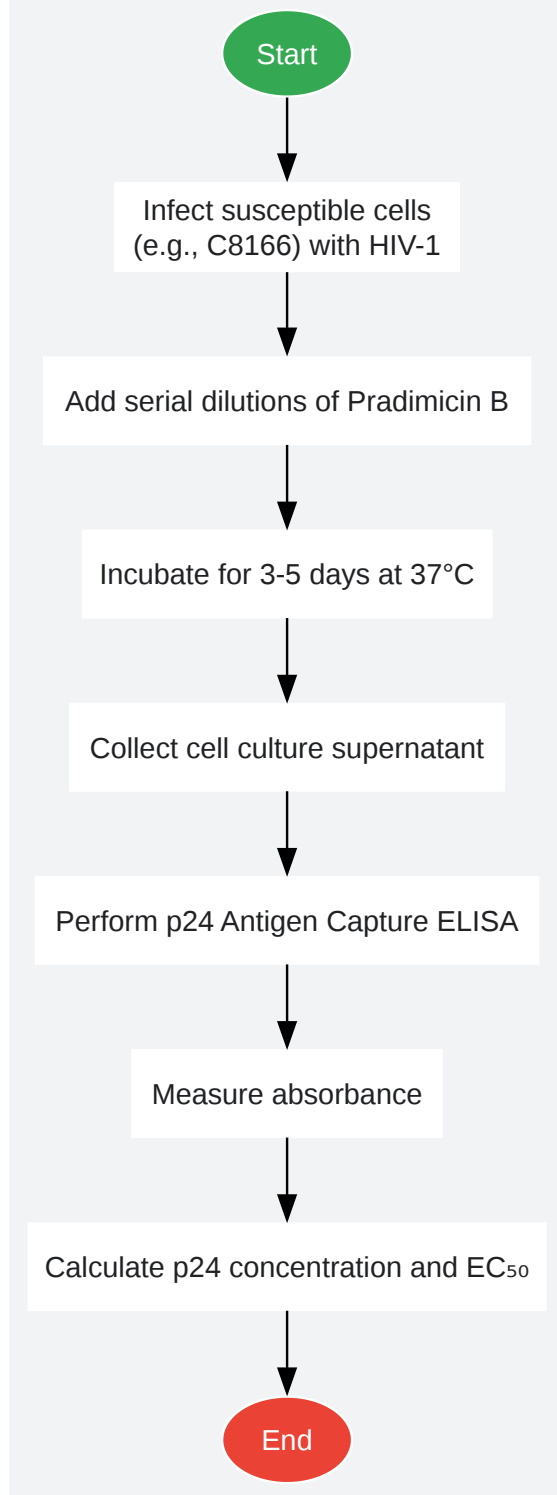 Start
Infect susceptible cells
(e.g., C8166) with HIV-1
Add serial dilutions of Pradimicin B
Incubate for 3-5 days at 37°C
Collect cell culture supernatant
Perform p24 Antigen Capture ELISA
Measure absorbance
Calculate p24 concentration and EC₅₀
End